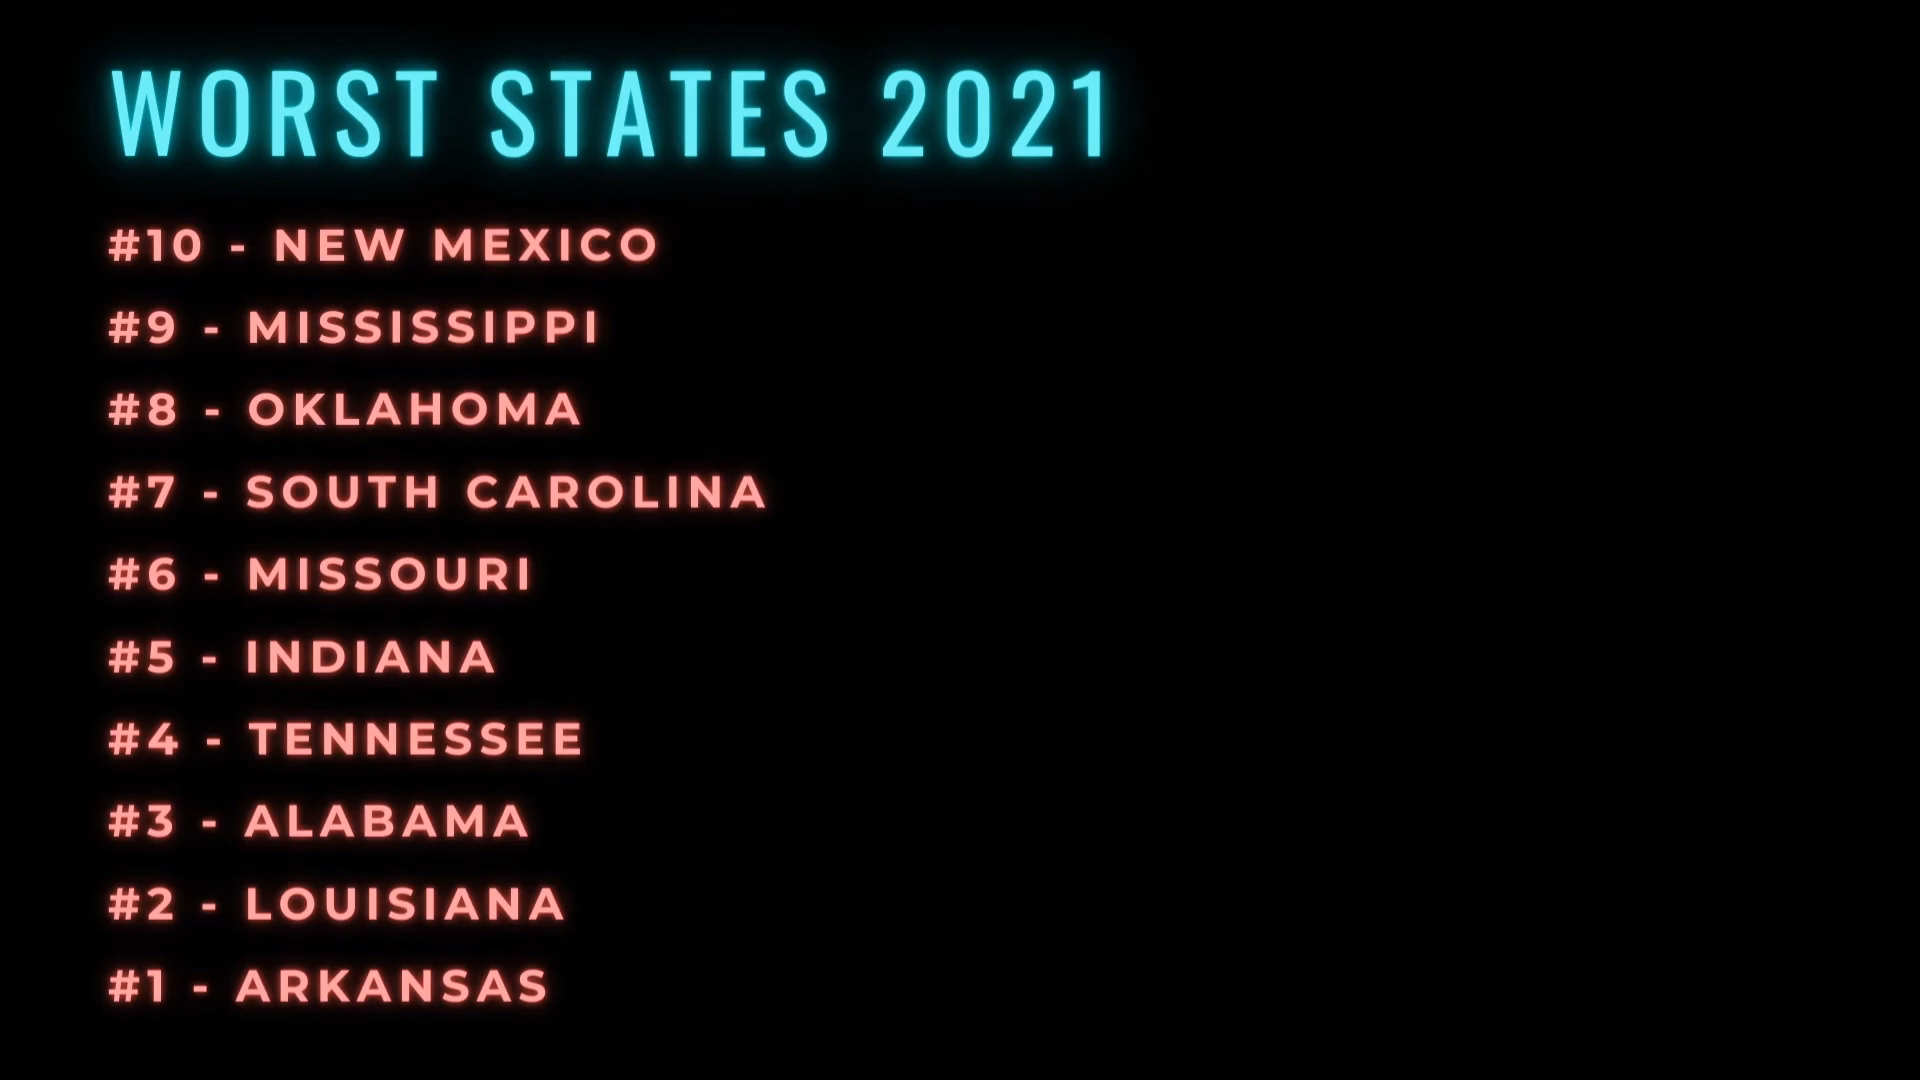 WORST STATES 2021
#10 - NEW MEXICO
#9 - MISSISSIPPI
#8 - OKLAHOMA
#7 - SOUTH CAROLINA
#6 - MISSOURI
#5 - INDIANA
#4 - TENNESSEE
#3 - ALABAMA
#2 - LOUISIANA
#1 - ARKANSAS